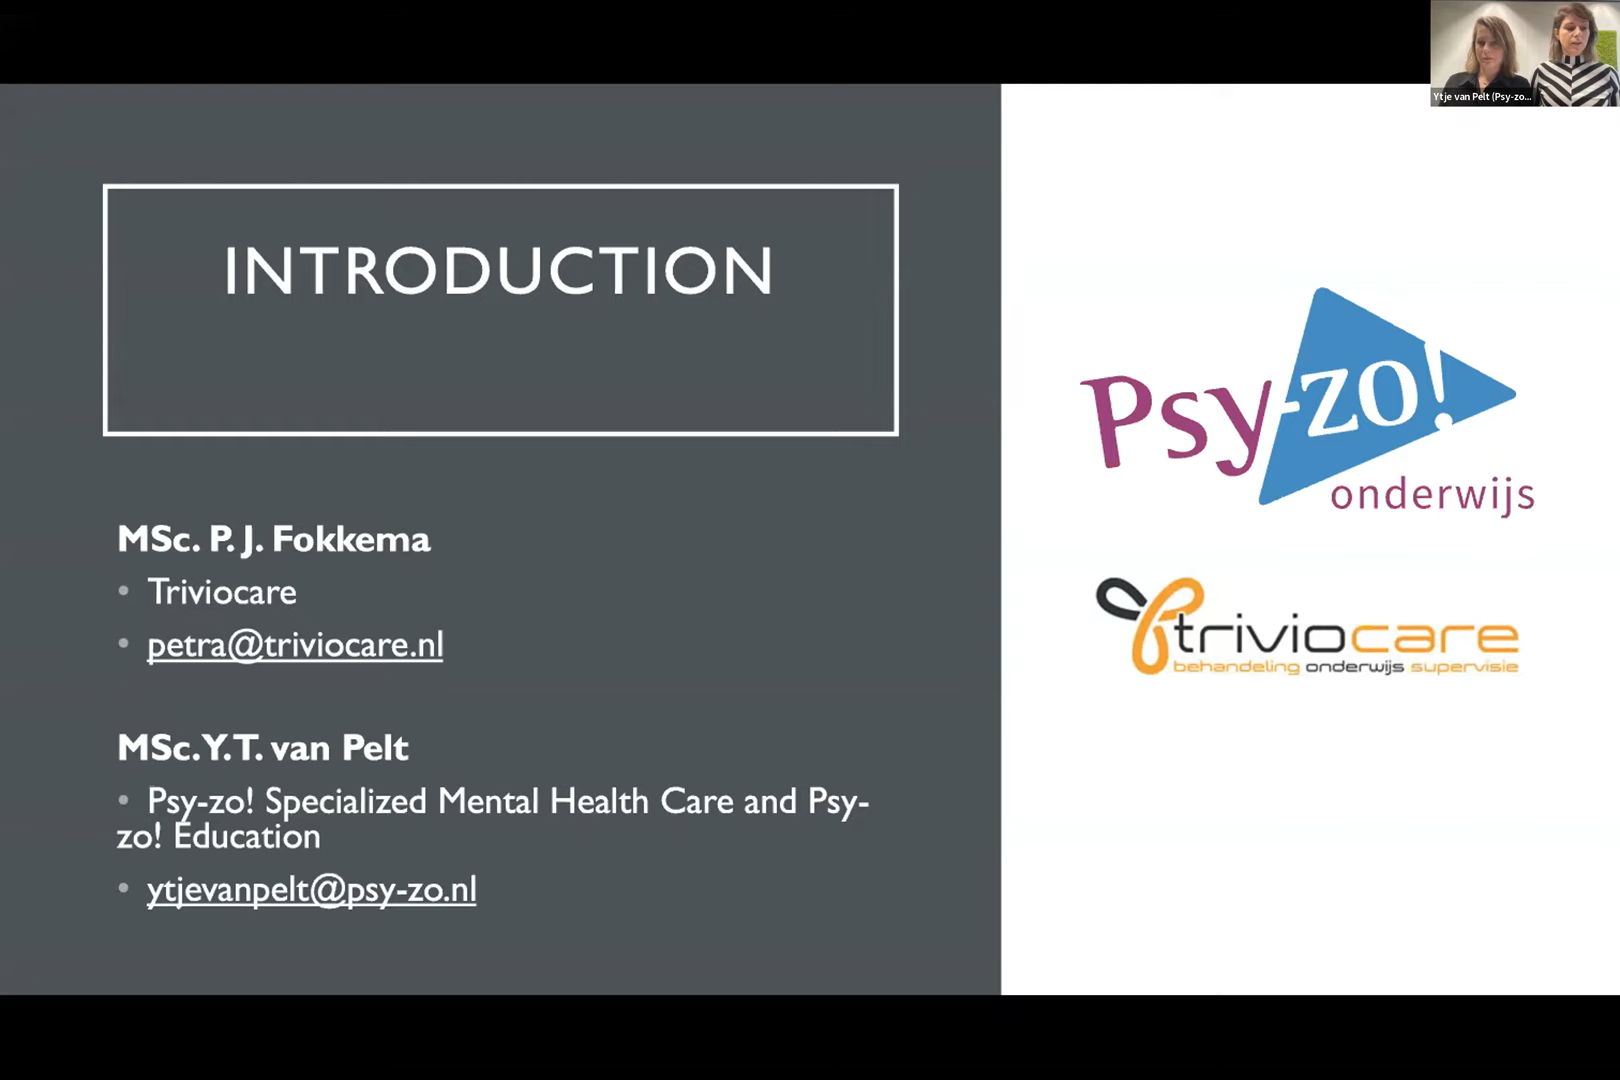 Ytje van Pelt (Psy-zo...
INTRODUCTION
MSc. P. J. Fokkema
• Triviocare
• petra@triviocare.nl
MSc. Y.T. van Pelt
• Psy-zo! Specialized Mental Health Care and Psy-
zo! Education
• ytjevanpelt@psy-zo.nl
Psy-zo!
onderwijs
triviocare
behandeling onderwijs supervisie